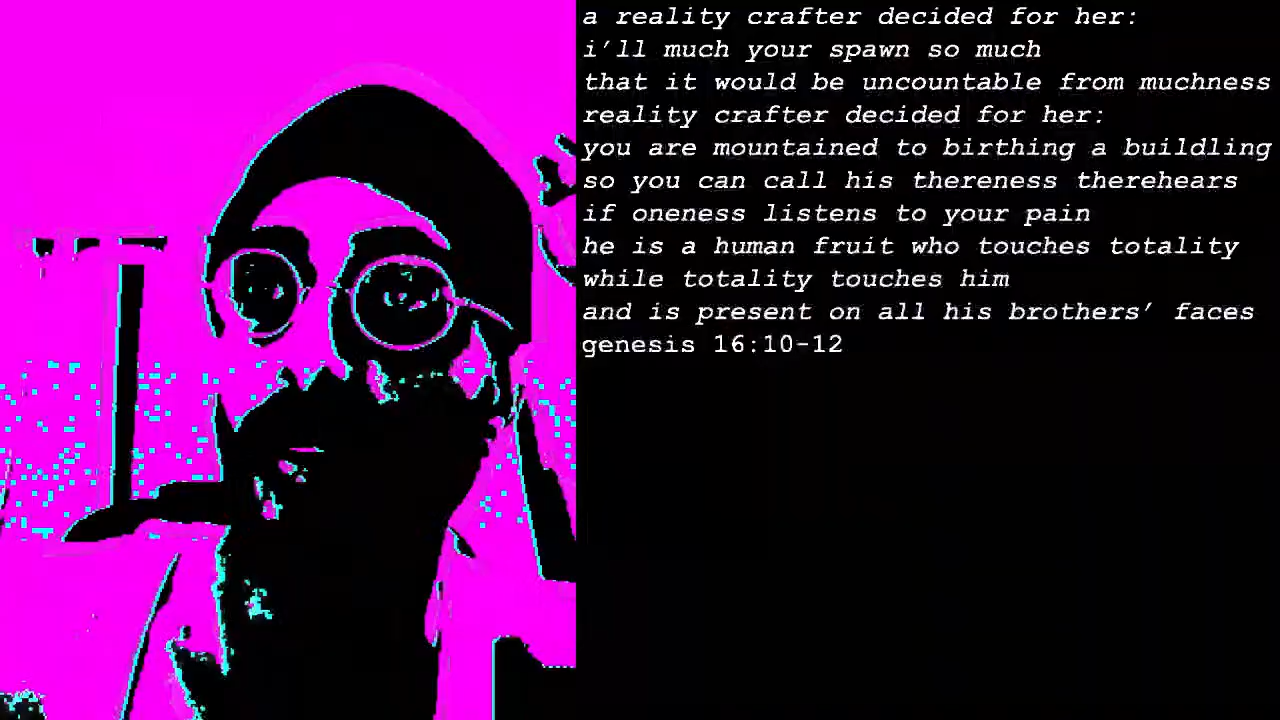 a reality crafter decided for her:
i'll much your spawn so much
that it would be uncountable from muchness
reality crafter decided for her:
you are mountained to birthing a buildling
so you can call his thereness therehears
if oneness listens to your pain
he is a human fruit who touches totality
while totality touches him
and is present on all his brothers' faces
genesis 16:10-12